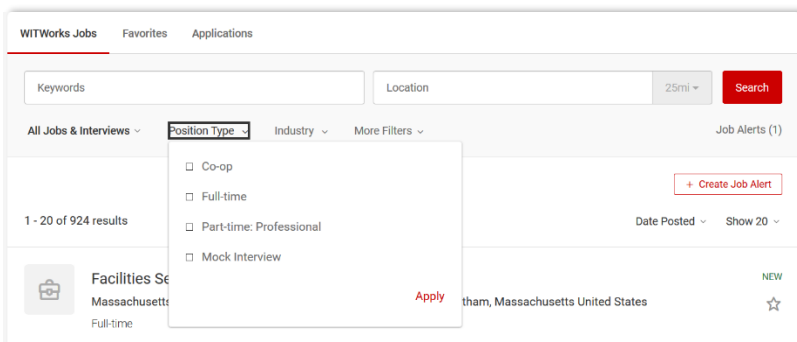 WITWorks Jobs Favorites Applications
Keywords Location 25mi Search
All Jobs & Interviews Position Type Industry More Filters Job Alerts (1)
Co-op
+ Create Job Alert
Full-time
1 - 20 of 924 results Part-time: Professional Date Posted Show 20
Mock Interview
Facilities NEW
Massachusetts Apply Massachusetts United States
Full-time